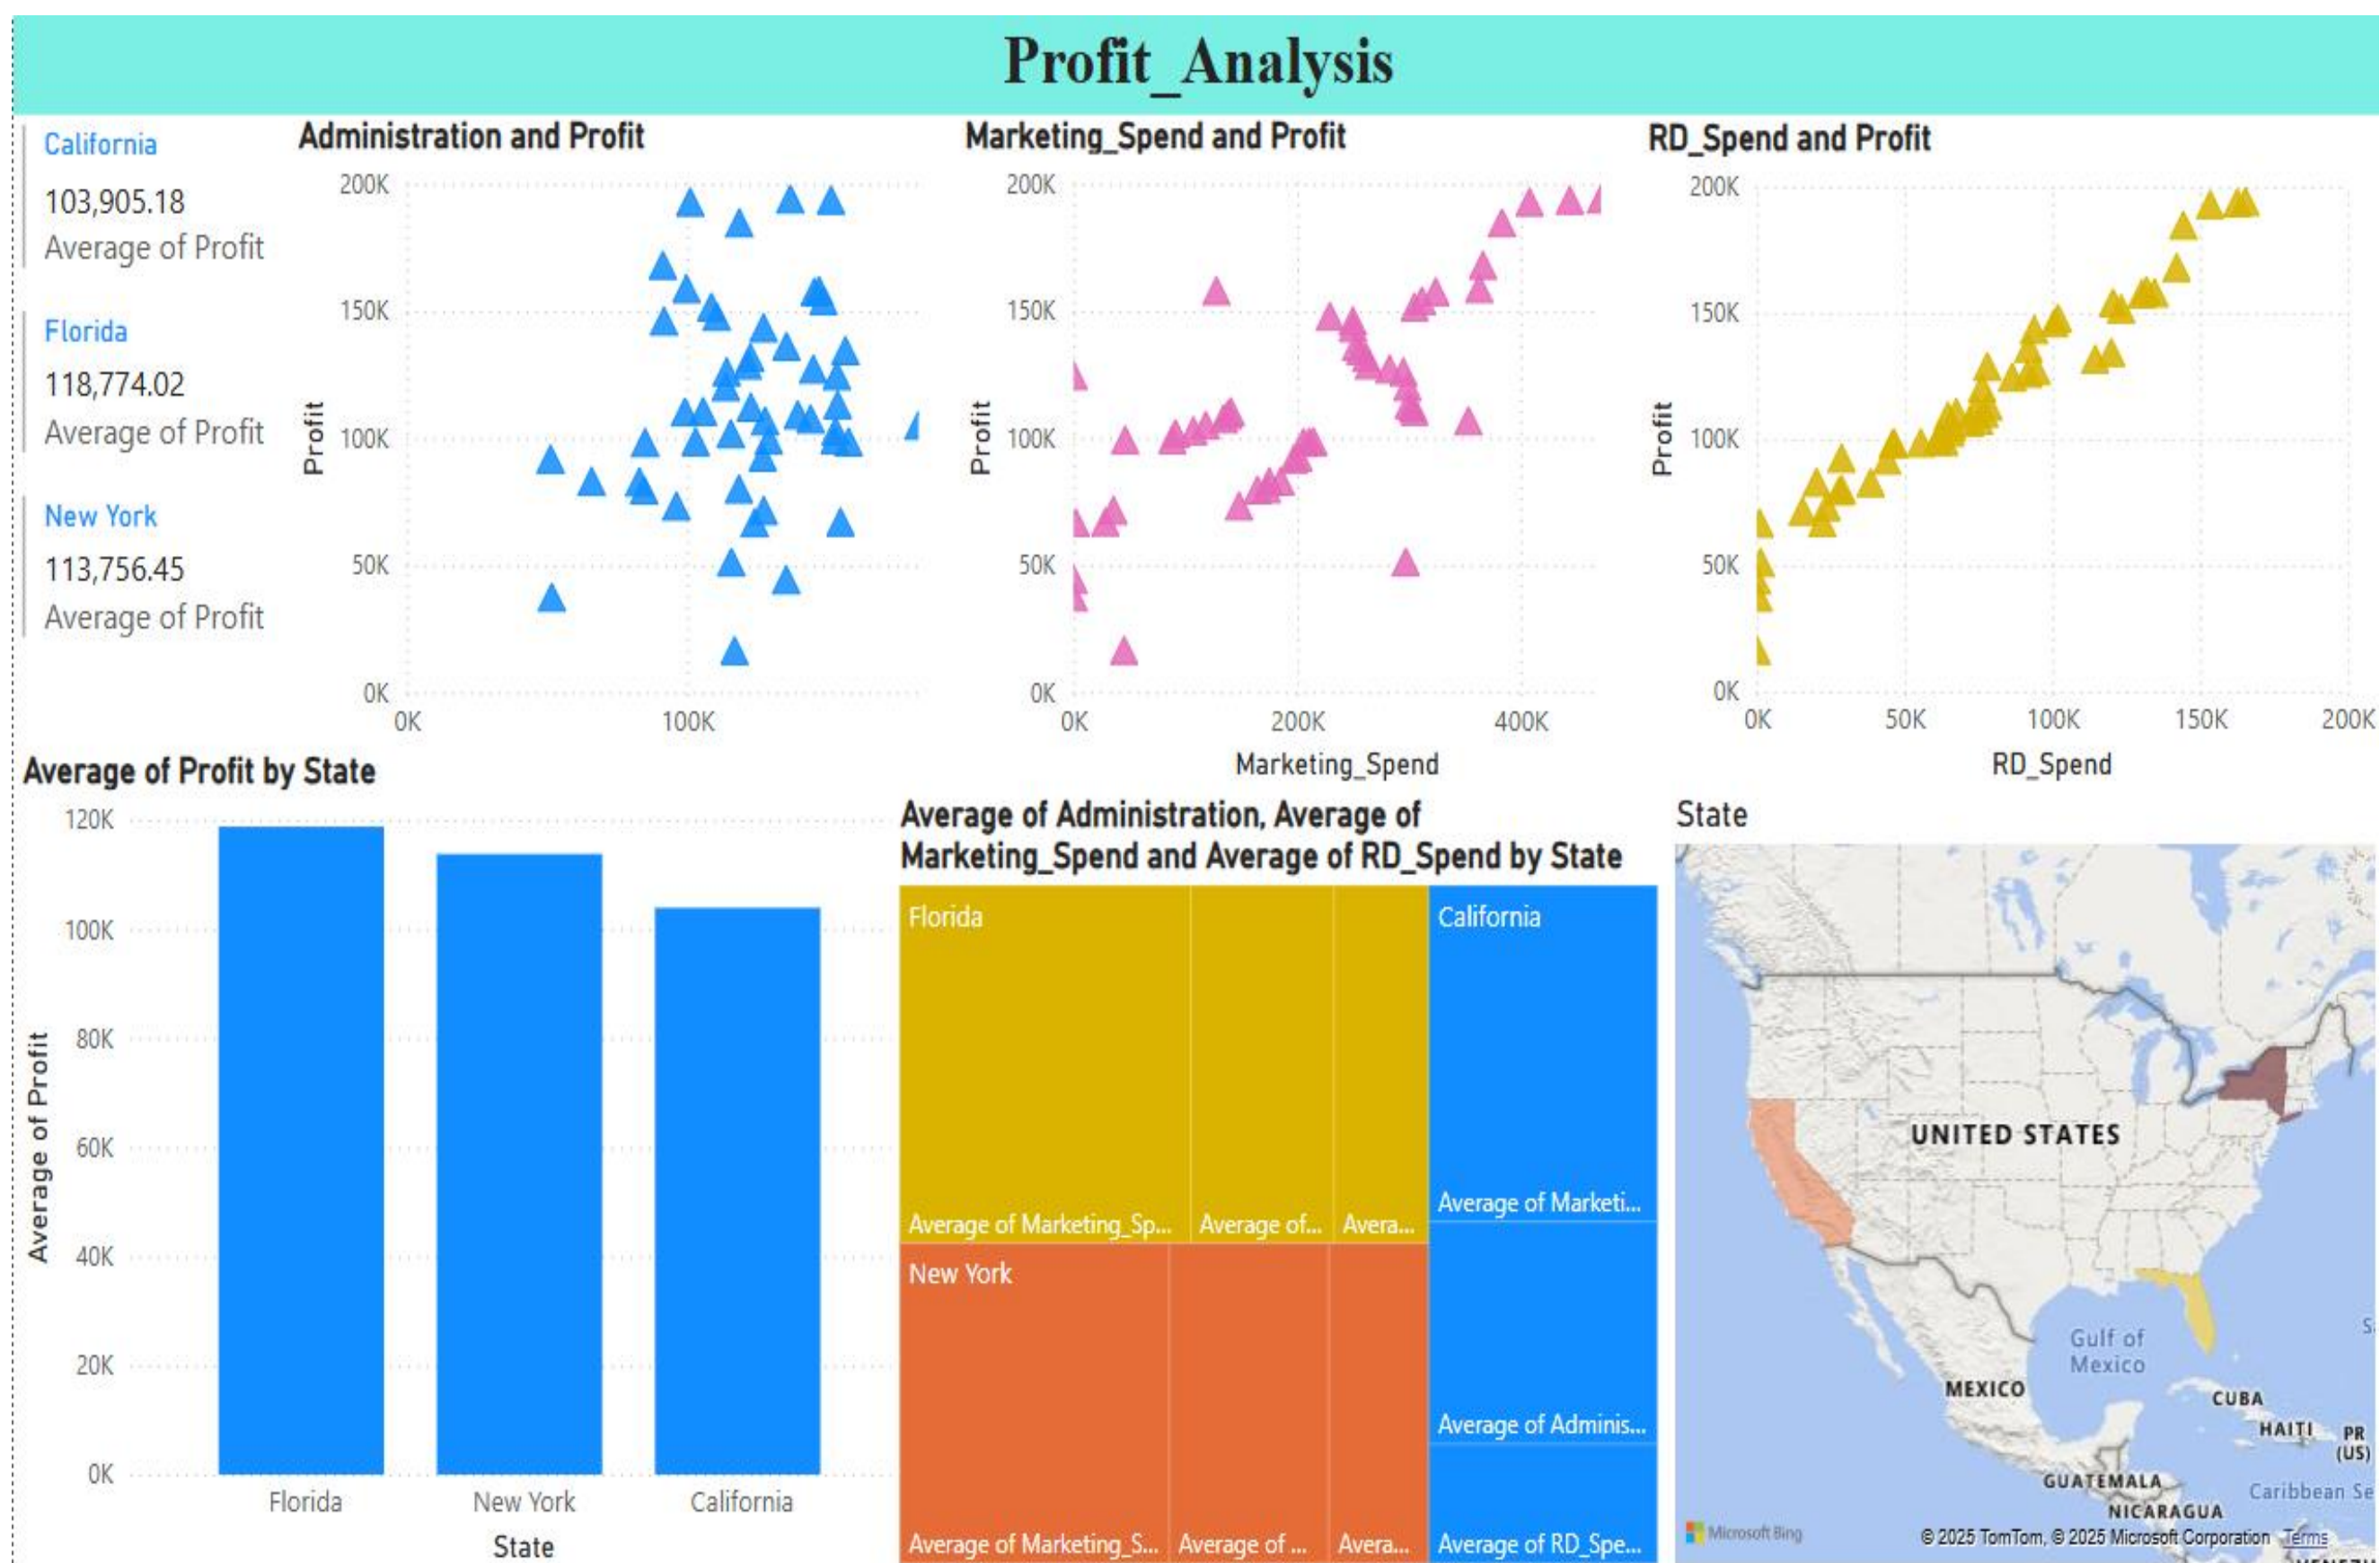 Profit_Analysis
California
103,905.18
Average of Profit
Florida
118,774.02
Average of Profit
New York
113,756.45
Average of Profit
Administration and Profit
200K
150K
100K
50K
0K
Profit
0K
100K
Marketing_Spend and Profit
200K
150K
100K
50K
0K
Profit
0K
200K
400K
Marketing_Spend
RD_Spend and Profit
200K
150K
100K
50K
0K
Profit
0K
50K
100K
150K
200K
RD_Spend
Average of Profit by State
120K
100K
80K
60K
40K
20K
0K
Average of Profit
Florida
New York
California
State
Average of Administration, Average of
Marketing_Spend and Average of RD_Spend by State
Florida
Average of Marketing_Sp...
Average of...
Avera...
New York
Average of Marketing_S...
Average of ...
Avera...
California
Average of Marketi...
Average of Adminis...
Average of RD_Spe...
State
UNITED STATES
Gulf of
Mexico
MEXICO
CUBA
HAITI
PR
(US)
GUATEMALA
Caribbean Se
NICARAGUA
Microsoft Bing
© 2025 TomTom, © 2025 Microsoft Corporation Terms